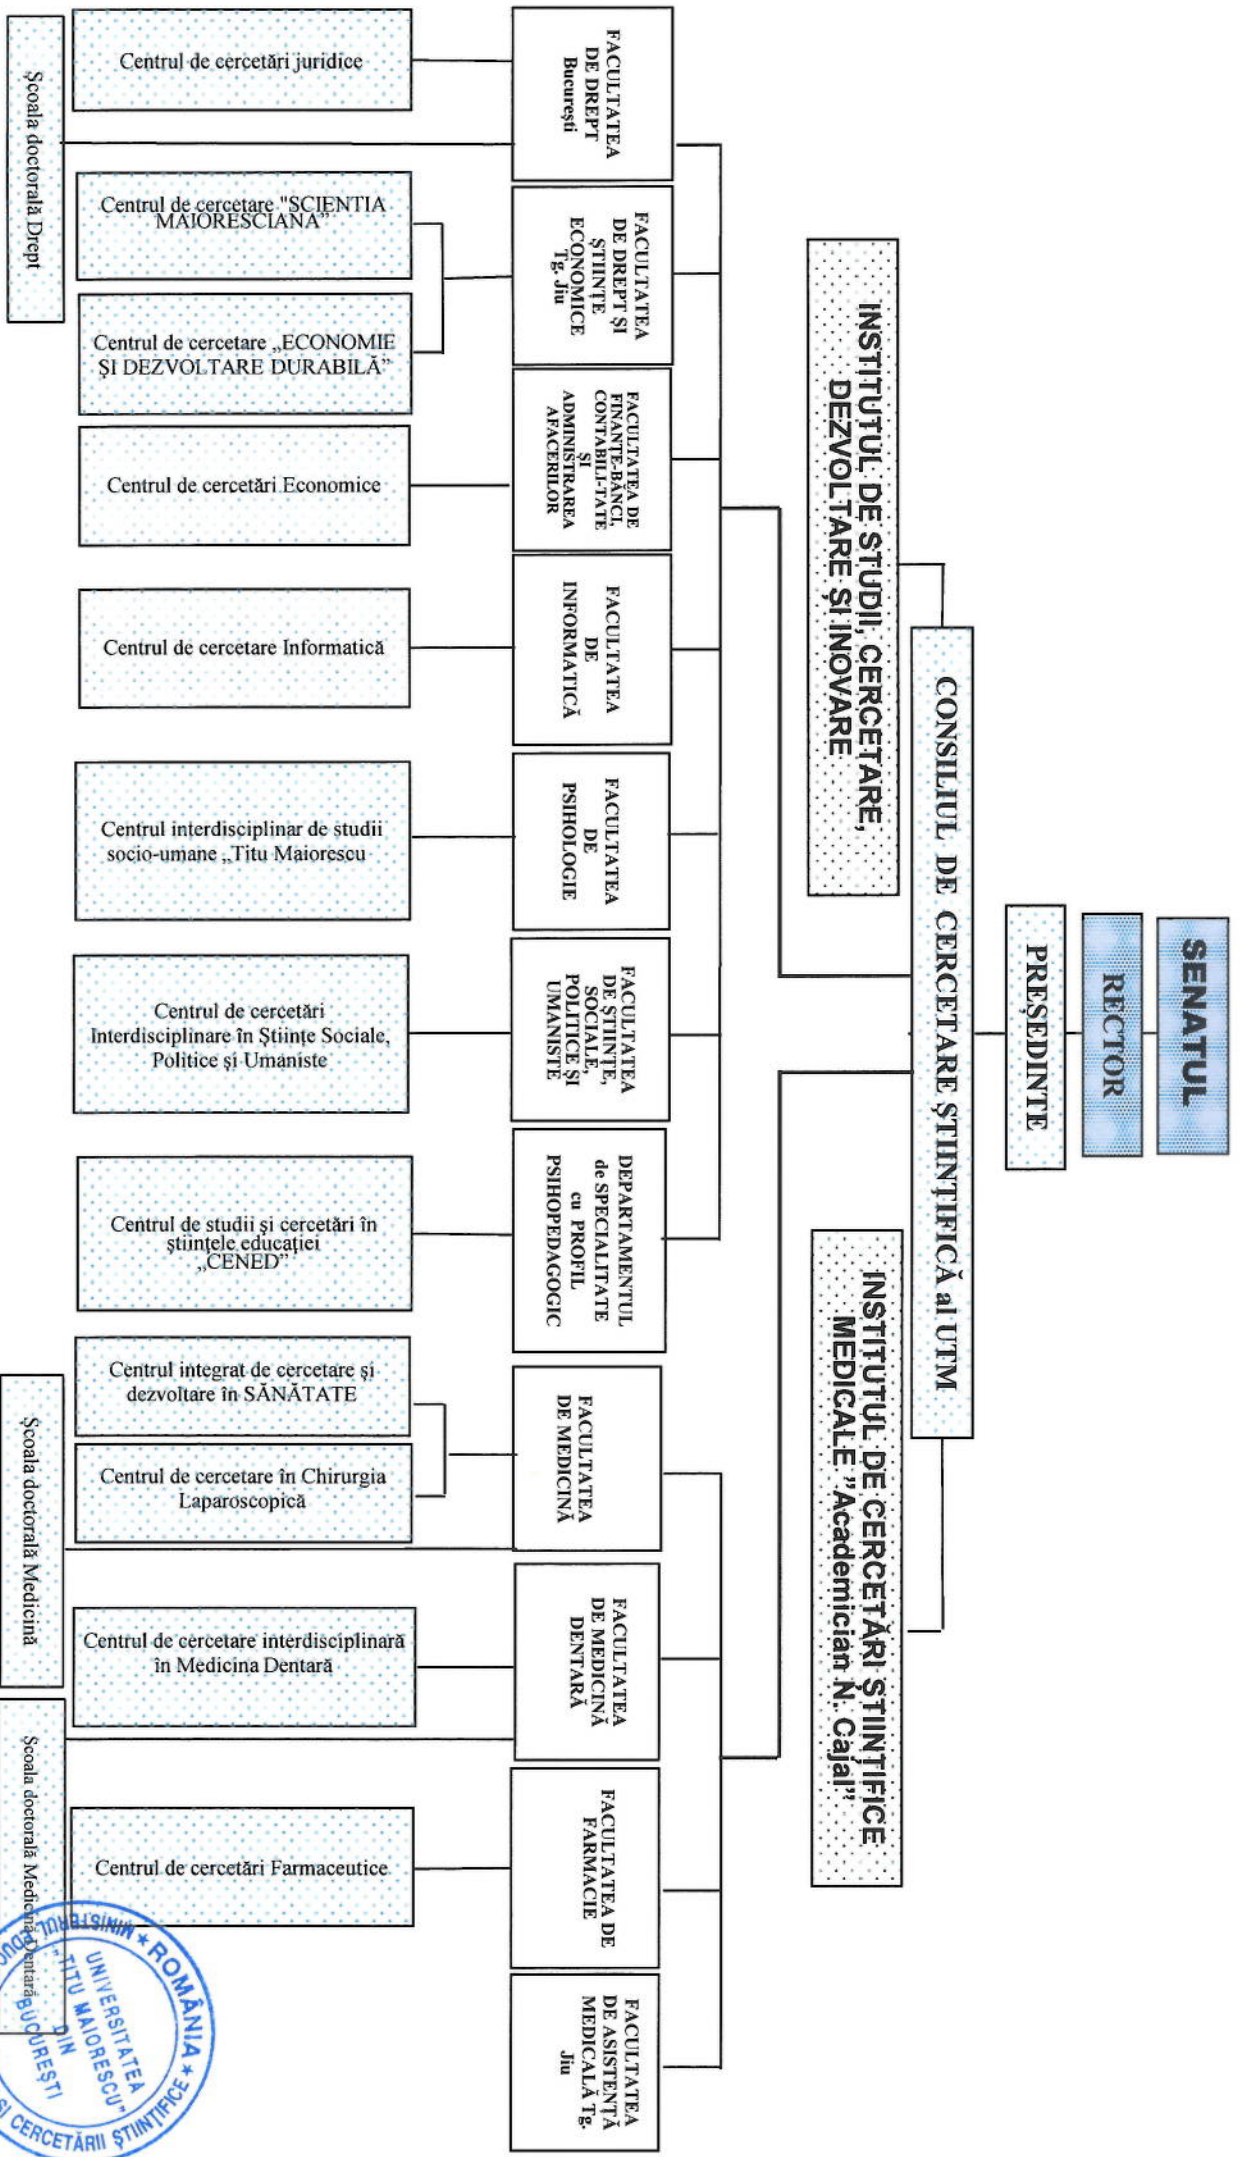 SENATUL
RECTOR
PREȘEDINTE
CONSILIUL DE CERCETARE ȘTIINȚIFICĂ al UTM
INSTITUTUL DE STUDII, CERCETARE,
DEZVOLTARE ȘI INOVARE
INSTITUTUL DE CERCETĂRI ȘTIINȚIFICE
MEDICALE "Academician N. Cajal"
FACULTATEA
DE DREPT
București
FACULTATEA
DE DREPT ȘI
ȘTIINȚE
ECONOMICE
Tg. Jiu
FACULTATEA DE
FINANȚE-BĂNCI,
CONTABILI-TATE
ȘI
ADMINISTRAREA
AFACERILOR
FACULTATEA
DE
INFORMATICĂ
FACULTATEA
DE
PSIHOLOGIE
FACULTATEA
DE ȘTIINȚE,
SOCIALE,
POLITICE ȘI
UMANISTE
DEPARTAMENTUL
de SPECIALITATE
cu PROFIL
PSIHOPEDAGOGIC
FACULTATEA
DE MEDICINĂ
FACULTATEA
DE MEDICINĂ
DENTARĂ
FACULTATEA DE
FARMACIE
FACULTATEA
DE ASISTENȚĂ
MEDICALĂ Tg.
Jiu
Centrul de cercetări juridice
Centrul de cercetare "SCIENTIA
MAIORESCIANA”
Centrul de cercetare „ECONOMIE
ȘI DEZVOLTARE DURABILĂ”
Centrul de cercetări Economice
Centrul de cercetare Informatică
Centrul interdisciplinar de studii
socio-umane „Titu Maiorescu
Centrul de cercetări
Interdisciplinare în Științe Sociale,
Politice și Umaniste
Centrul de studii și cercetări în
științele educației
„CENED”
Centrul integrat de cercetare și
dezvoltare în SĂNĂTATE
Centrul de cercetare în Chirurgia
Laparoscopică
Centrul de cercetare interdisciplinară
în Medicina Dentară
Centrul de cercetări Farmaceutice
Școala doctorală Drept
Școala doctorală Medicină
Școala doctorală Medicină Dentară
★ ROMÂNIA ★
MINISTERUL
ȘI CERCETĂRII ȘTIINȚIFICE
UNIVERSITATEA
"TITU MAIORESCU"
DIN
BUCUREȘTI